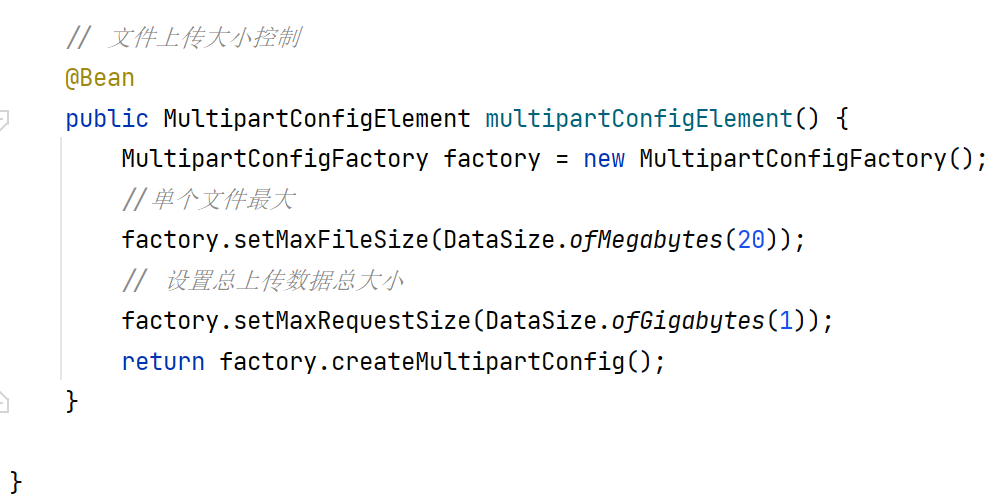 // 文件上传大小控制
@Bean
public MultipartConfigElement multipartConfigElement() {
MultipartConfigFactory factory = new MultipartConfigFactory();
//单个文件最大
factory.setMaxFileSize(DataSize.ofMegabytes(20));
// 设置总上传数据总大小
factory.setMaxRequestSize(DataSize.ofGigabytes(1));
return factory.createMultipartConfig();
}
}